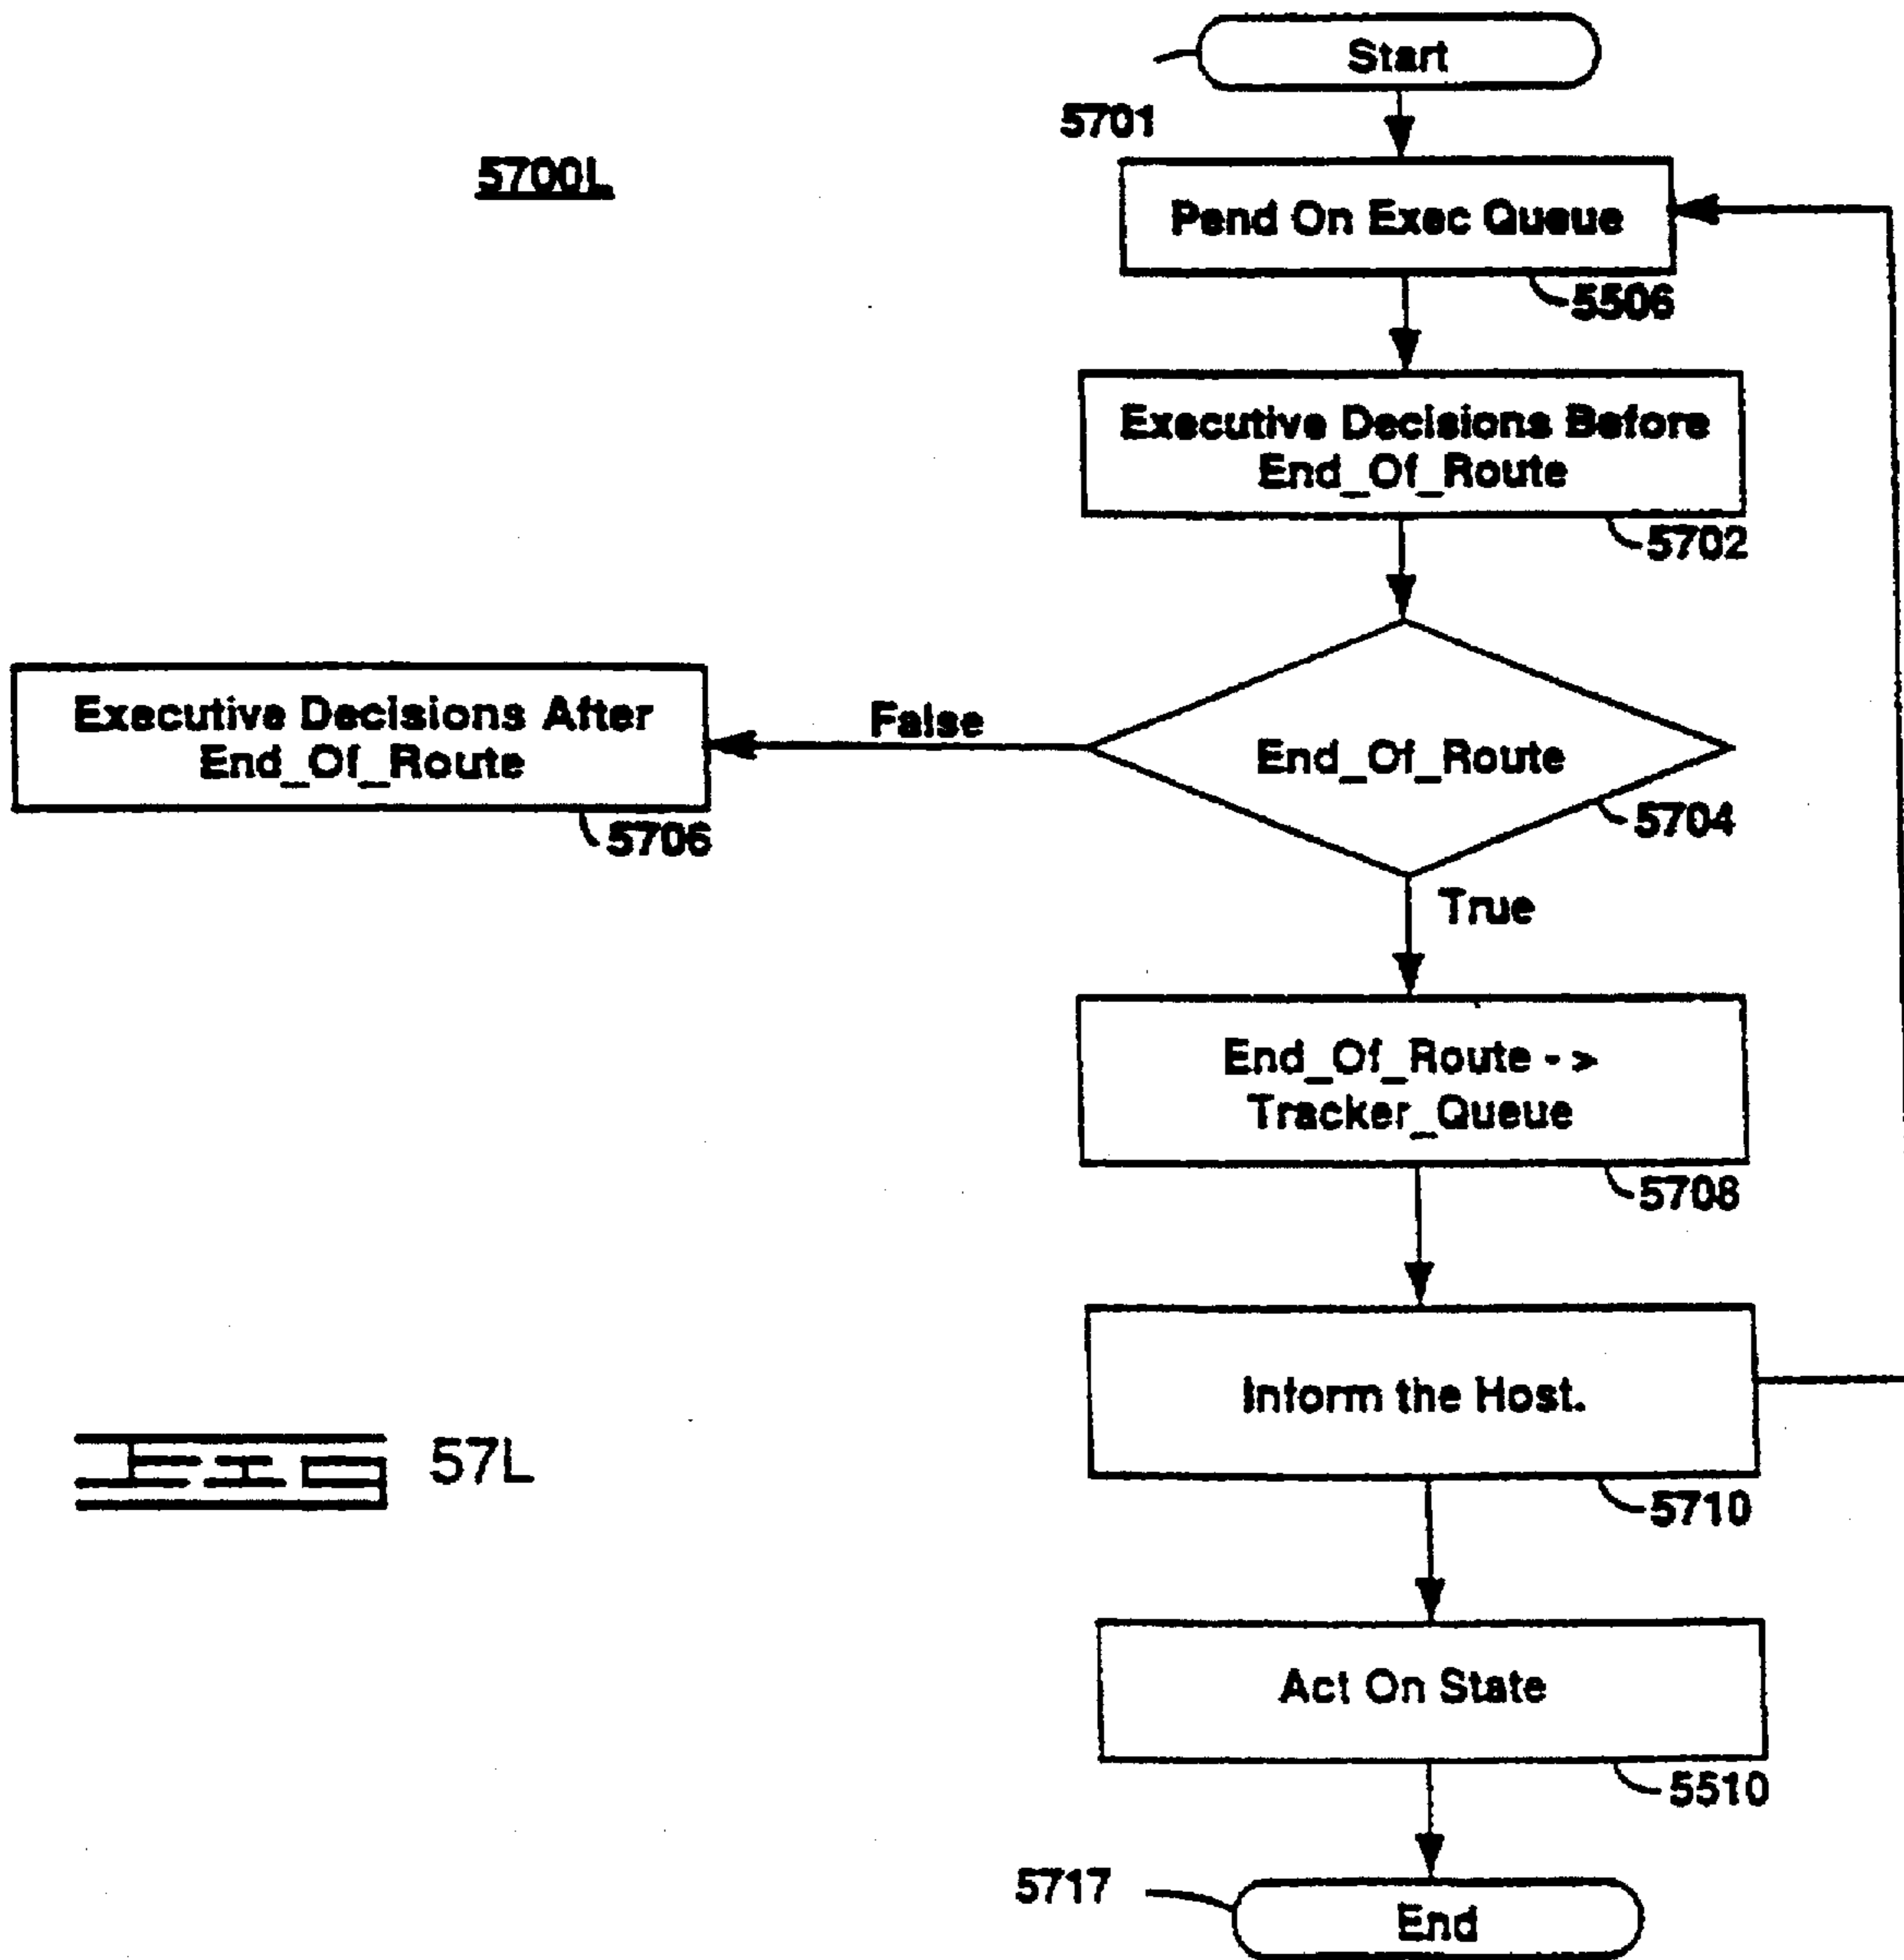 Start
5701
5700L
Pend On Exec Queue
5506
Executive Decisions Before
End_Of_Route
5702
Executive Decisions After
End_Of_Route
5706
False
End_Of_Route
5704
True
End_Of_Route - >
Tracker_Queue
5708
Inform the Host.
5710
FIG 57L
Act On State
5510
5717
End